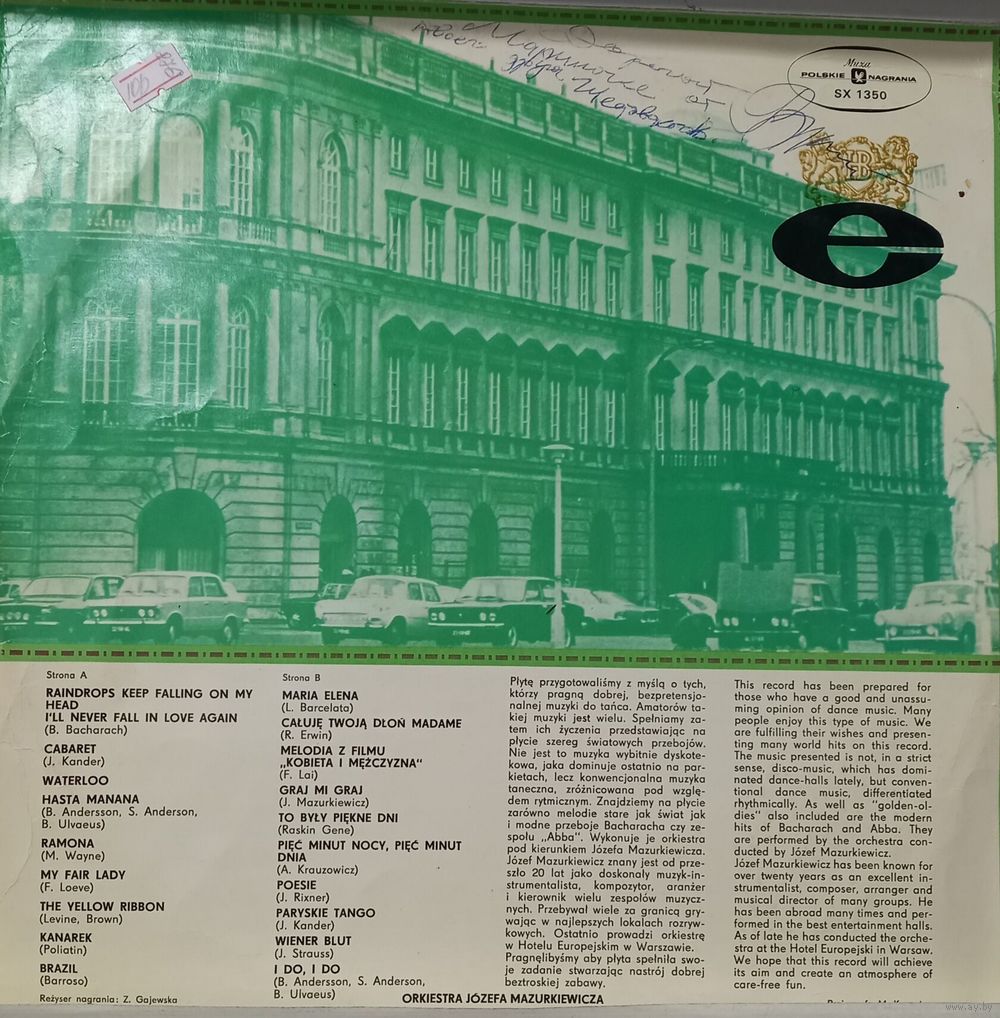 928
Muza
POLSKIE NAGRANIA
SX 1350
e
Strona A
RAINDROPS KEEP FALLING ON MY
HEAD
I'LL NEVER FALL IN LOVE AGAIN
(B. Bacharach)
CABARET
(J. Kander)
WATERLOO
HASTA MANANA
(B. Andersson, S. Anderson,
B. Ulvaeus)
RAMONA
(M. Wayne)
MY FAIR LADY
(F. Loeve)
THE YELLOW RIBBON
(Levine, Brown)
KANAREK
(Poliatin)
BRAZIL
(Barroso)
Reżyser nagrania: Z. Gajewska
Strona B
MARIA ELENA
(L. Barcelata)
CAŁUJĘ TWOJĄ DŁOŃ MADAME
(R. Erwin)
MELODIA Z FILMU
„KOBIETA I MĘŻCZYZNA"
(F. Lai)
GRAJ MI GRAJ
(J. Mazurkiewicz)
TO BYŁY PIĘKNE DNI
(Raskin Gene)
PIĘĆ MINUT NOCY, PIĘĆ MINUT
DNIA
(A. Krauzowicz)
POESIE
(J. Rixner)
PARYSKIE TANGO
(J. Kander)
WIENER BLUT
(J. Strauss)
I DO, I DO
(B. Andersson, S. Anderson,
B. Ulvaeus)
ORKIESTRA JÓZEFA MAZURKIEWICZA
Płytę przygotowaliśmy z myślą o tych,
którzy pragną dobrej, bezpretensjo-
nalnej muzyki do tańca. Amatorów ta-
kiej muzyki jest wielu. Spełniamy za-
tem ich życzenia przedstawiając na
płycie szereg światowych przebojów.
Nie jest to muzyka wybitnie dyskote-
kowa, jaka dominuje ostatnio na par-
kietach, lecz konwencjonalna muzyka
taneczna, zróżnicowana pod wzglę-
dem rytmicznym. Znajdziemy na płycie
zarówno melodie stare jak świat jak
i modne przeboje Bacharacha czy ze-
społu „Abba". Wykonuje je orkiestra
pod kierunkiem Józefa Mazurkiewicza.
Józef Mazurkiewicz znany jest od prze-
szło 20 lat jako doskonały muzyk-in-
strumentalista, kompozytor, aranżer
i kierownik wielu zespołów muzycz-
nych. Przebywał wiele za granicą gry-
wając w najlepszych lokalach rozryw-
kowych. Ostatnio prowadzi orkiestrę
w Hotelu Europejskim w Warszawie.
Pragnęlibyśmy aby płyta spełniła swo-
je zadanie stwarzając nastrój dobrej
beztroskiej zabawy.
This record has been prepared for
those who have a good and unassu-
ming opinion of dance music. Many
people enjoy this type of music. We
are fulfilling their wishes and presen-
ting many world hits on this record.
The music presented is not, in a strict
sense, disco-music, which has domi-
nated dance-halls lately, but conven-
tional dance music, differentiated
rhythmically. As well as "golden-ol-
dies" also included are the modern
hits of Bacharach and Abba. They
are performed by the orchestra con-
ducted by Józef Mazurkiewicz.
Józef Mazurkiewicz has been known for
over twenty years as an excellent in-
strumentalist, composer, arranger and
musical director of many groups. He
has been abroad many times and per-
formed in the best entertainment halls.
As of late he has conducted the orche-
stra at the Hotel Europejski in Warsaw.
We hope that this record will achieve
its aim and create an atmosphere of
care-free fun.
www.ay.by